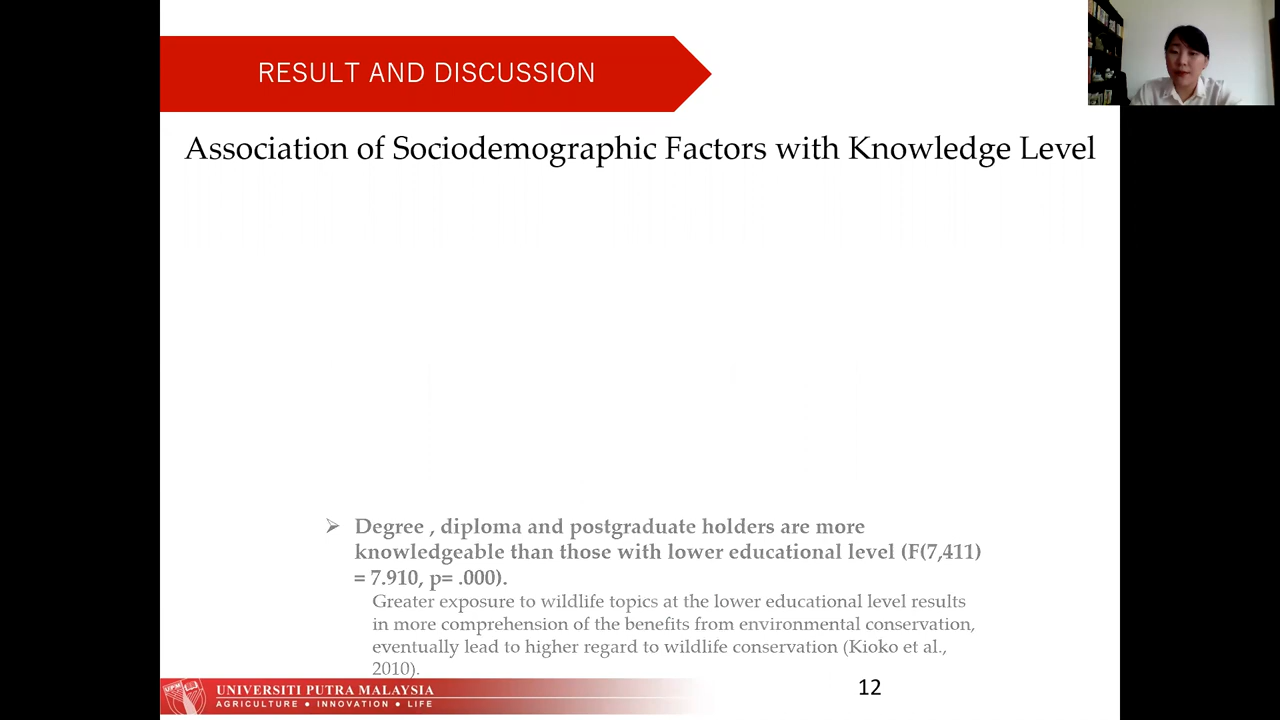 RESULT AND DISCUSSION
Association of Sociodemographic Factors with Knowledge Level
➢ Degree , diploma and postgraduate holders are more
knowledgeable than those with lower educational level (F(7,411)
= 7.910, p= .000).
Greater exposure to wildlife topics at the lower educational level results
in more comprehension of the benefits from environmental conservation,
eventually lead to higher regard to wildlife conservation (Kioko et al.,
2010).
UPM
UNIVERSITI PUTRA MALAYSIA
AGRICULTURE • INNOVATION • LIFE
12